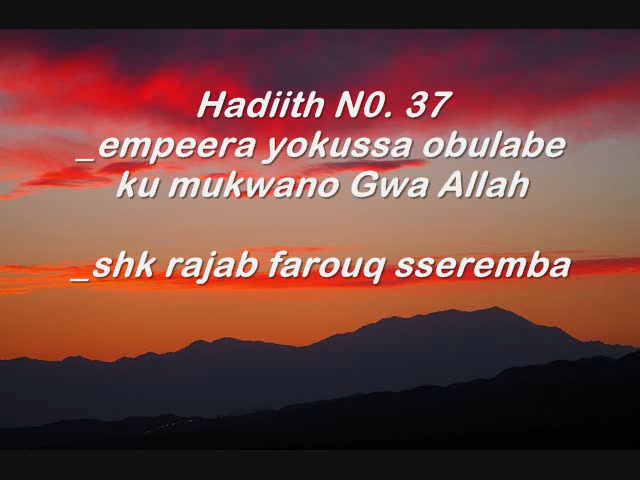 Hadiith N0. 37
_empeera yokussa obulabe
ku mukwano Gwa Allah
_shk rajab farouq sseremba